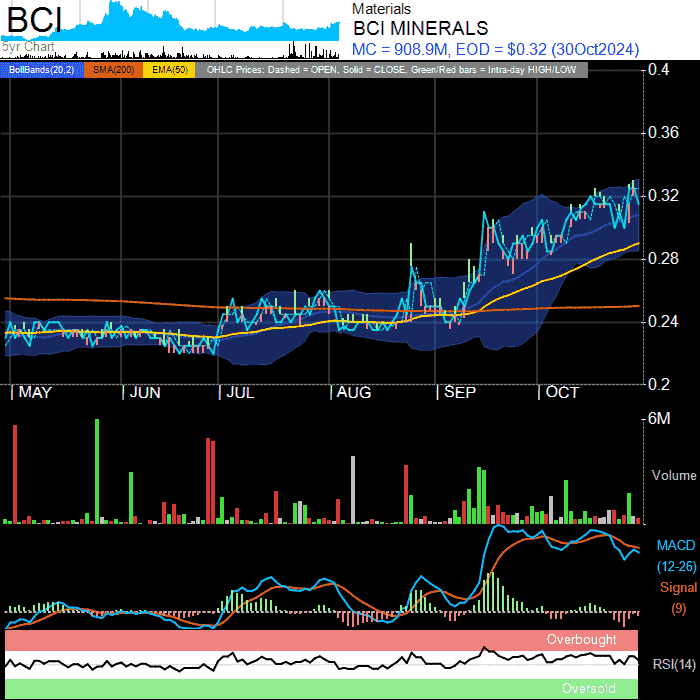 BCI
5yr Chart
Materials
BCI MINERALS
MC = 908.9M, EOD = $0.32 (30Oct2024)
BollBands(20,2) SMA(200) EMA(50) OHLC Prices: Dashed = OPEN, Solid = CLOSE, Green/Red bars = Intra-day HIGH/LOW
0.4
0.36
0.32
0.28
0.24
0.2
MAY JUN JUL AUG SEP OCT
6M
Volume
MACD
(12-26)
Signal
(9)
Overbought
RSI(14)
Oversold